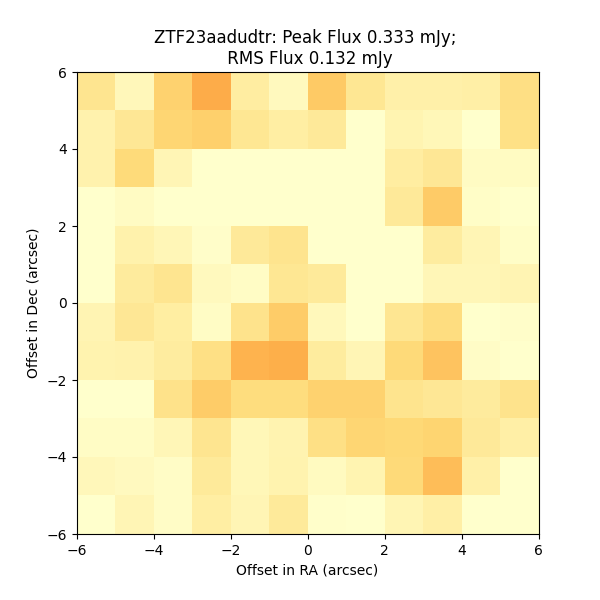 ZTF23aadudtr: Peak Flux 0.333 mJy;
RMS Flux 0.132 mJy
6
4
2
0
−2
−4
−6
Offset in Dec (arcsec)
−6 −4 −2 0 2 4 6
Offset in RA (arcsec)